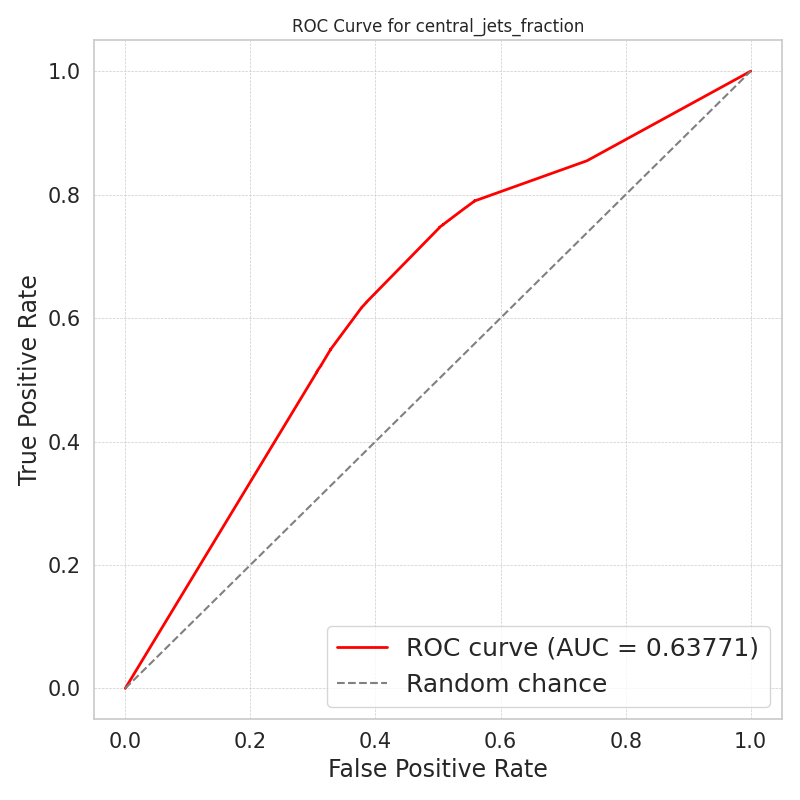 ROC Curve for central_jets_fraction
True Positive Rate
1.0
0.8
0.6
0.4
0.2
0.0
ROC curve (AUC = 0.63771)
Random chance
0.0 0.2 0.4 0.6 0.8 1.0
False Positive Rate